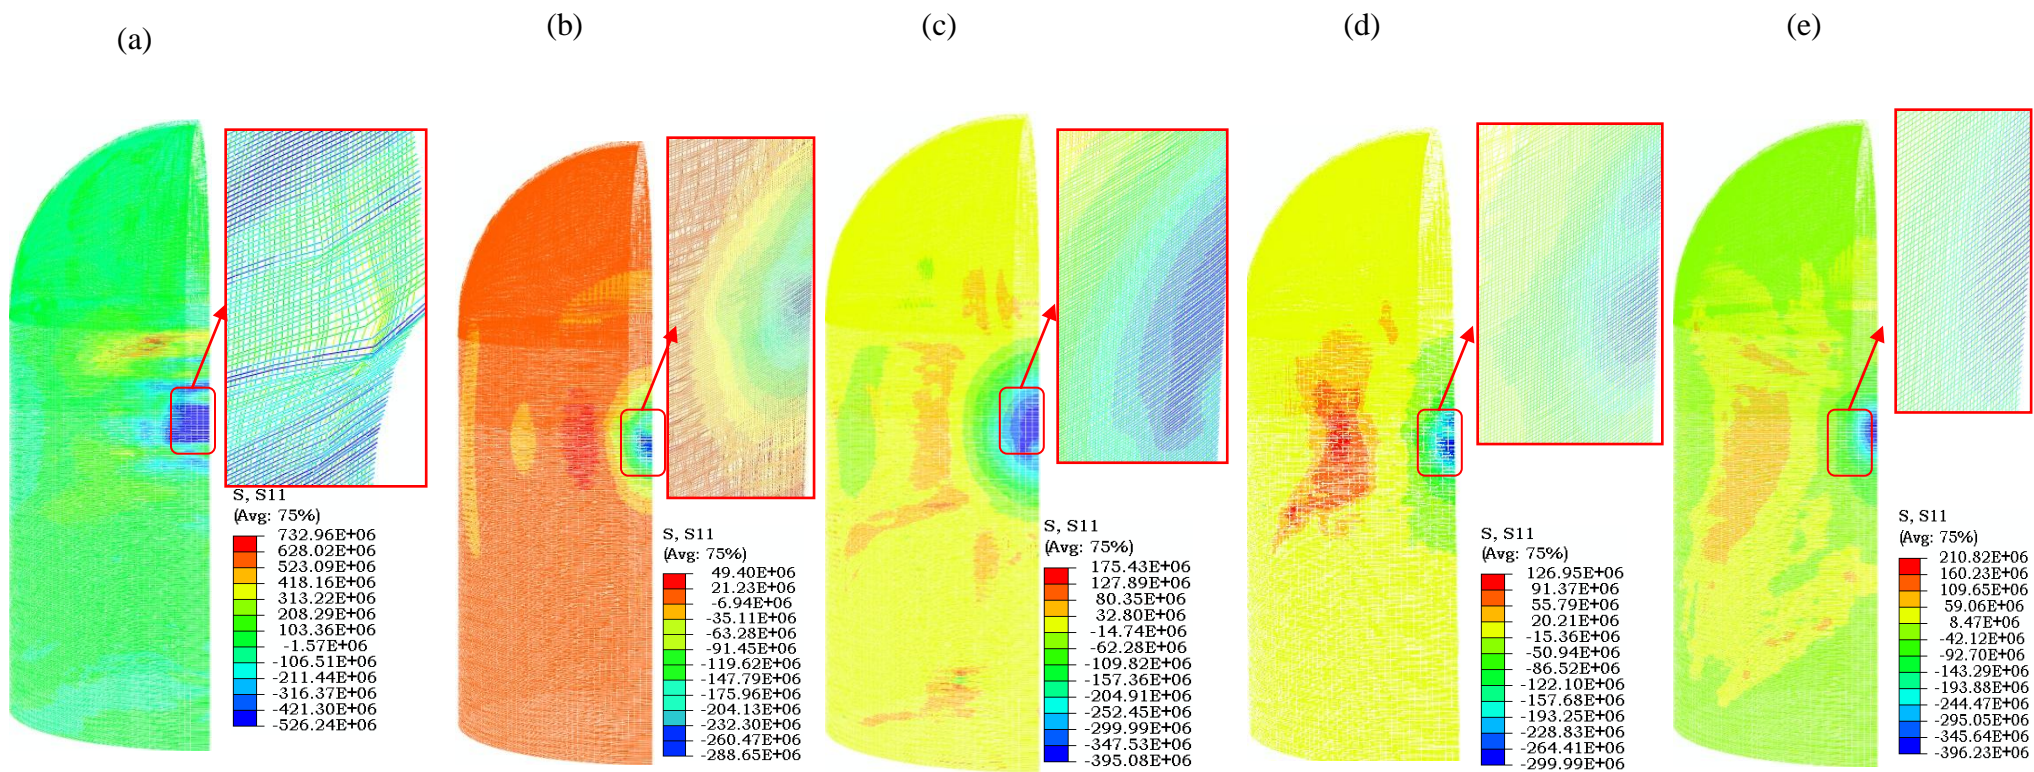 (a)
(b)
(c)
(d)
(e)
S, S11
(Avg: 75%)
732.96E+06
628.02E+06
523.09E+06
418.16E+06
313.22E+06
208.29E+06
103.36E+06
-1.57E+06
-106.51E+06
-211.44E+06
-316.37E+06
-421.30E+06
-526.24E+06
S, S11
(Avg: 75%)
49.40E+06
21.23E+06
-6.94E+06
-35.11E+06
-63.28E+06
-91.45E+06
-119.62E+06
-147.79E+06
-175.96E+06
-204.13E+06
-232.30E+06
-260.47E+06
-288.65E+06
S, S11
(Avg: 75%)
175.43E+06
127.89E+06
80.35E+06
32.80E+06
-14.74E+06
-62.28E+06
-109.82E+06
-157.36E+06
-204.91E+06
-252.45E+06
-299.99E+06
-347.53E+06
-395.08E+06
S, S11
(Avg: 75%)
126.95E+06
91.37E+06
55.79E+06
20.21E+06
-15.36E+06
-50.94E+06
-86.52E+06
-122.10E+06
-157.68E+06
-193.25E+06
-228.83E+06
-264.41E+06
-299.99E+06
S, S11
(Avg: 75%)
210.82E+06
160.23E+06
109.65E+06
59.06E+06
8.47E+06
-42.12E+06
-92.70E+06
-143.29E+06
-193.88E+06
-244.47E+06
-295.05E+06
-345.64E+06
-396.23E+06